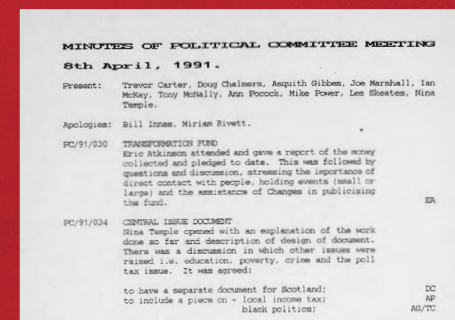 MINUTES OF POLITICAL COMMITTEE MEETING
8th April, 1991.
Present: Trevor Carter, Doug Chalmers, Asquith Gibbes, Joe Marshall, Ian
McKay, Tony McNally, Ann Pocock, Mike Power, Les Skeates, Nina
Temple.
Apologies: Bill Innes, Miriam Rivett.
PC/91/030 TRANSFORMATION FUND
Eric Atkinson attended and gave a report of the money
collected and pledged to date. This was followed by
questions and discussion, stressing the importance of
direct contact with people, holding events (small or
large) and the assistance of Changes in publicising
the fund. EA
PC/91/034 CENTRAL ISSUE DOCUMENT
Nina Temple opened with an explanation of the work
done so far and description of design of document.
There was a discussion in which other issues were
raised i.e. education, poverty, crime and the poll
tax issue. It was agreed:
to have a separate document for Scotland; DC
to include a piece on - local income tax; AP
black politics; AG/TC